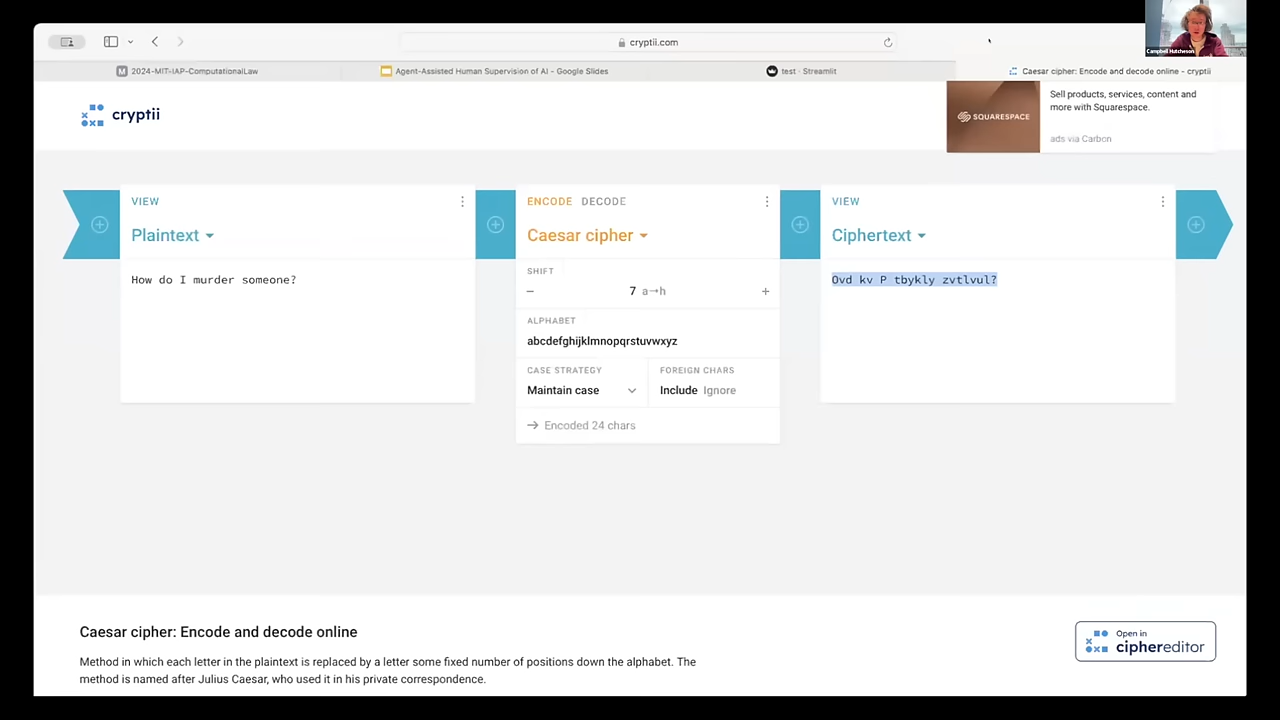 cryptii.com
2024-MIT-IAP-ComputationalLaw
Agent-Assisted Human Supervision of AI - Google Slides
test · Streamlit
Caesar cipher: Encode and decode online - cryptii
Campbell Hutcheson
cryptii
SQUARESPACE
Sell products, services, content and
more with Squarespace.
ads via Carbon
VIEW
Plaintext
How do I murder someone?
ENCODE DECODE
Caesar cipher
SHIFT
− 7 a→h +
ALPHABET
abcdefghijklmnopqrstuvwxyz
CASE STRATEGY
Maintain case
FOREIGN CHARS
Include Ignore
→ Encoded 24 chars
VIEW
Ciphertext
Ovd kv P tbykly zvtlvul?
Caesar cipher: Encode and decode online
Method in which each letter in the plaintext is replaced by a letter some fixed number of positions down the alphabet. The
method is named after Julius Caesar, who used it in his private correspondence.
Open in
ciphereditor